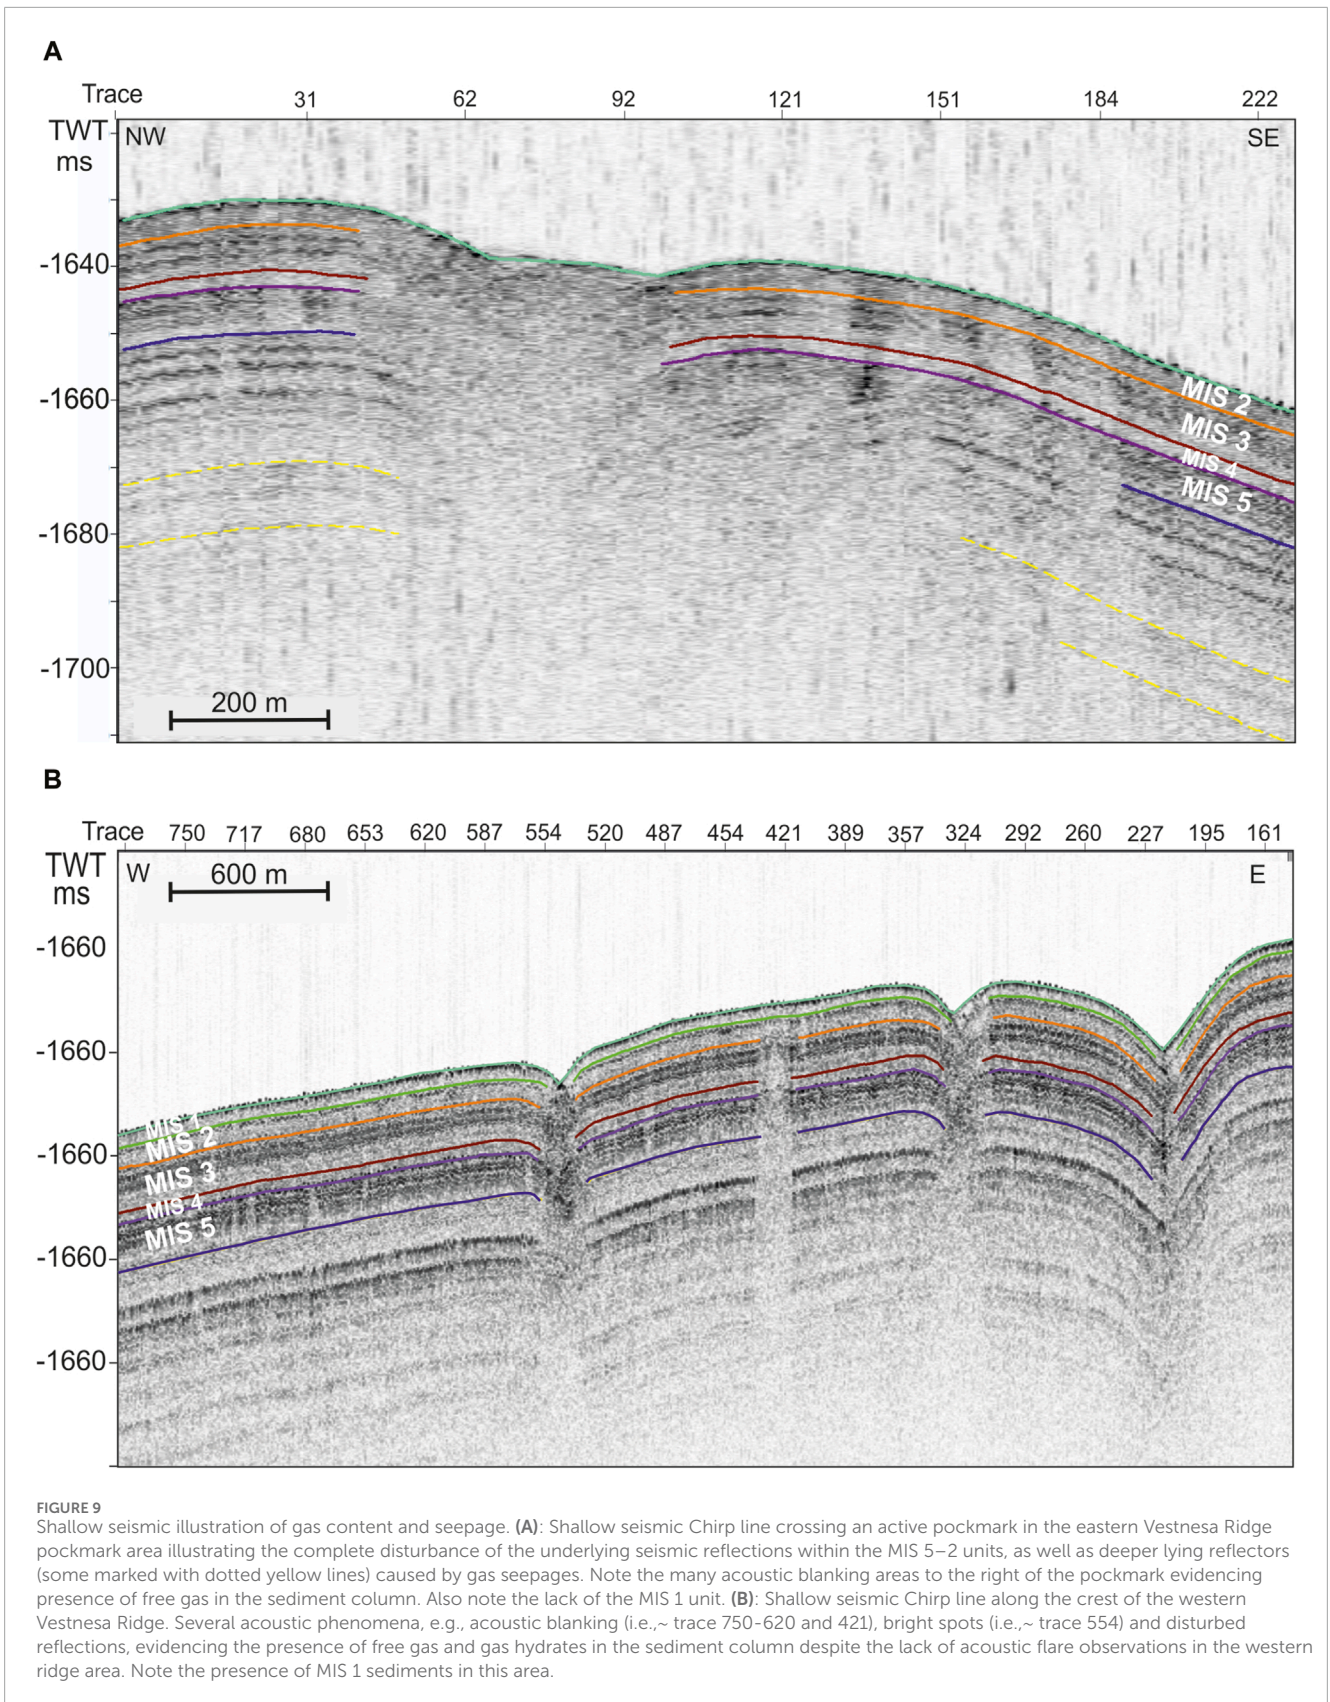 A
Trace 31 62 92 121 151 184 222
TWT
ms
NW SE
-1640
-1660
-1680
-1700
MIS 2
MIS 3
MIS 4
MIS 5
200 m
B
Trace 750 717 680 653 620 587 554 520 487 454 421 389 357 324 292 260 227 195 161
TWT
ms
W 600 m E
-1660
-1660
-1660
-1660
-1660
MIS 1
MIS 2
MIS 3
MIS 4
MIS 5
FIGURE 9
Shallow seismic illustration of gas content and seepage. (A): Shallow seismic Chirp line crossing an active pockmark in the eastern Vestnesa Ridge
pockmark area illustrating the complete disturbance of the underlying seismic reflections within the MIS 5–2 units, as well as deeper lying reflectors
(some marked with dotted yellow lines) caused by gas seepages. Note the many acoustic blanking areas to the right of the pockmark evidencing
presence of free gas in the sediment column. Also note the lack of the MIS 1 unit. (B): Shallow seismic Chirp line along the crest of the western
Vestnesa Ridge. Several acoustic phenomena, e.g., acoustic blanking (i.e.,~ trace 750-620 and 421), bright spots (i.e.,~ trace 554) and disturbed
reflections, evidencing the presence of free gas and gas hydrates in the sediment column despite the lack of acoustic flare observations in the western
ridge area. Note the presence of MIS 1 sediments in this area.